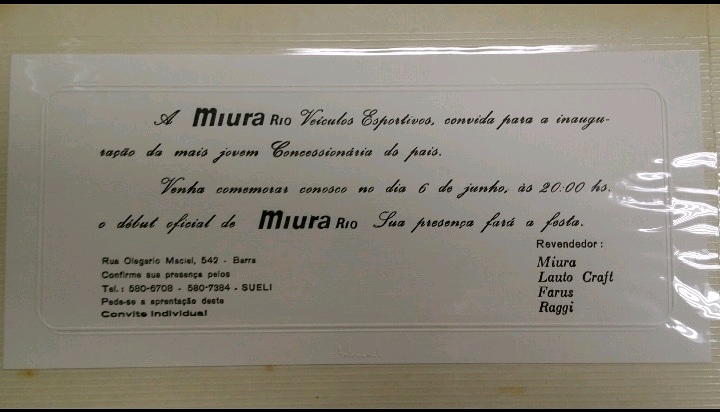 A Miura Rio Veículos Esportivos, convida para a inaugu-
ração da mais jovem Concessionária do país.
Venha comemorar conosco no dia 6 de junho, às 20:00 hs.
o début oficial de Miura Rio Sua presença fará a festa.
Revendedor:
Miura
Lauto Craft
Farus
Raggi
Rua Olegario Maciel, 542 - Barra
Confirme sua presença pelos
Tel.: 580-6708 - 580-7384 - SUELI
Pede-se a aprentação deste
Convite Individual